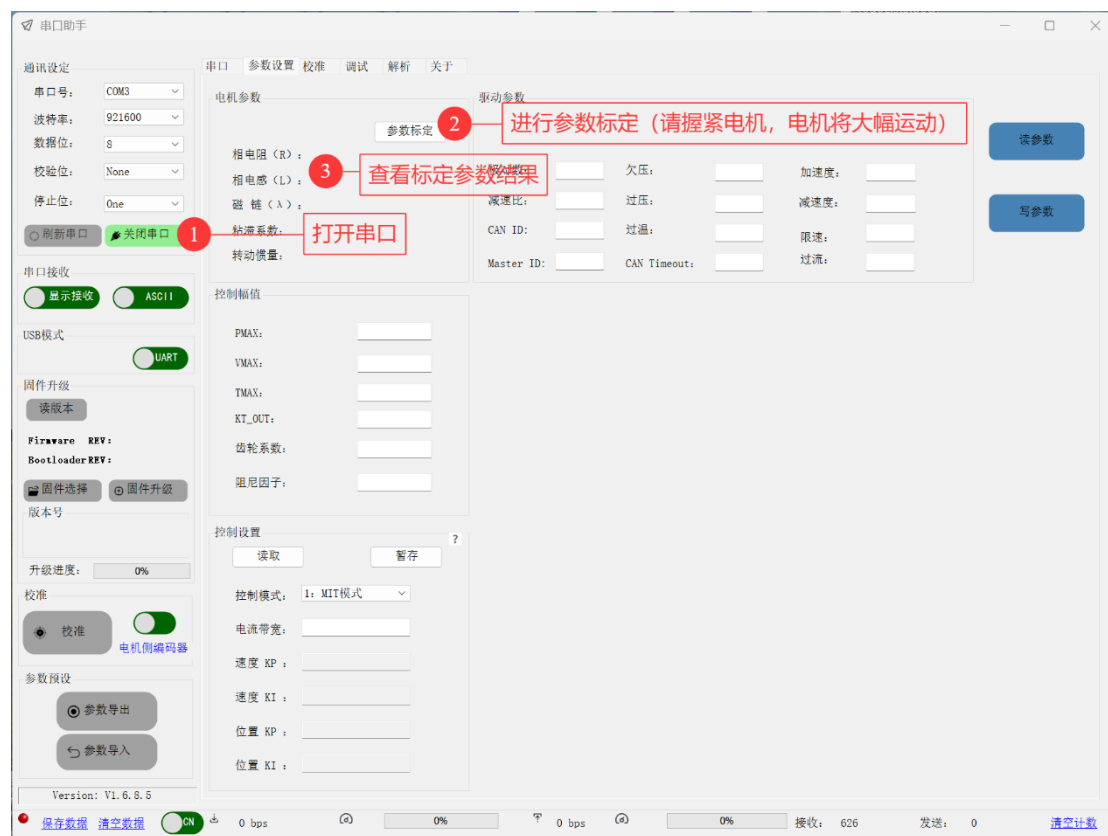 串口助手
通讯设定
串口号： COM3
波特率： 921600
数据位： 8
校验位： None
停止位： One
刷新串口 关闭串口
1 打开串口
串口接收
显示接收 ASCII
USB模式
UART
固件升级
读版本
Firmware REV:
Bootloader REV:
固件选择 固件升级
版本号
升级进度： 0%
校准
校准
电机侧编码器
参数预设
参数导出
参数导入
Version: V1.6.8.5
串口 参数设置 校准 调试 解析 关于
电机参数
参数标定
2 进行参数标定（请握紧电机，电机将大幅运动）
相电阻（R）：
相电感（L）：
3 查看标定参数结果
磁 链（λ）：
粘滞系数：
转动惯量：
驱动参数
欠压： 加速度：
减速比： 过压： 减速度：
CAN ID: 过温： 限速：
Master ID: CAN Timeout: 过流：
读参数
写参数
控制幅值
PMAX:
VMAX:
TMAX:
KT_OUT:
齿轮系数：
阻尼因子：
控制设置 ?
读取 暂存
控制模式： 1: MIT模式
电流带宽：
速度 KP ：
速度 KI ：
位置 KP ：
位置 KI ：
保存数据 清空数据 CN 0 bps 0% 0 bps 0% 接收： 626 发送： 0 清空计数